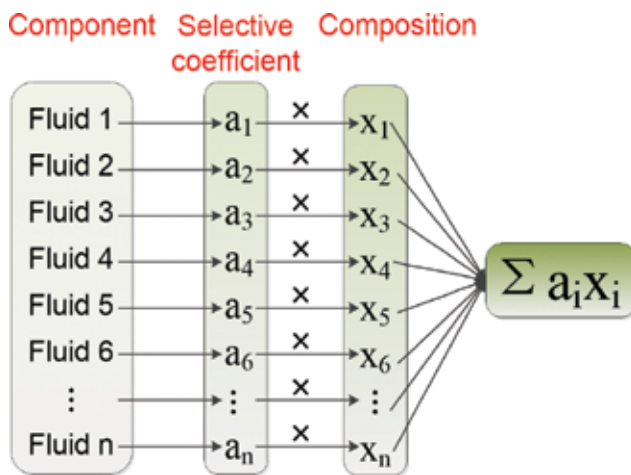 Component Selective coefficient Composition
Fluid 1 a₁ × x₁
Fluid 2 a₂ × x₂
Fluid 3 a₃ × x₃
Fluid 4 a₄ × x₄
Fluid 5 a₅ × x₅
Fluid 6 a₆ × x₆
⋮ ⋮ × ⋮
Fluid n aₙ × xₙ
∑ aᵢxᵢ